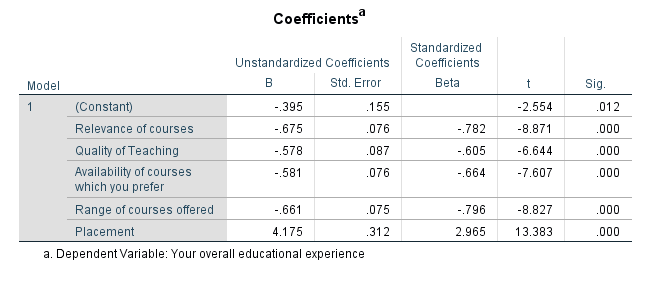 Coefficientsa
Unstandardized Coefficients Standardized Coefficients
Model B Std. Error Beta t Sig.
1 (Constant) -.395 .155 -2.554 .012
Relevance of courses -.675 .076 -.782 -8.871 .000
Quality of Teaching -.578 .087 -.605 -6.644 .000
Availability of courses which you prefer -.581 .076 -.664 -7.607 .000
Range of courses offered -.661 .075 -.796 -8.827 .000
Placement 4.175 .312 2.965 13.383 .000
a. Dependent Variable: Your overall educational experience